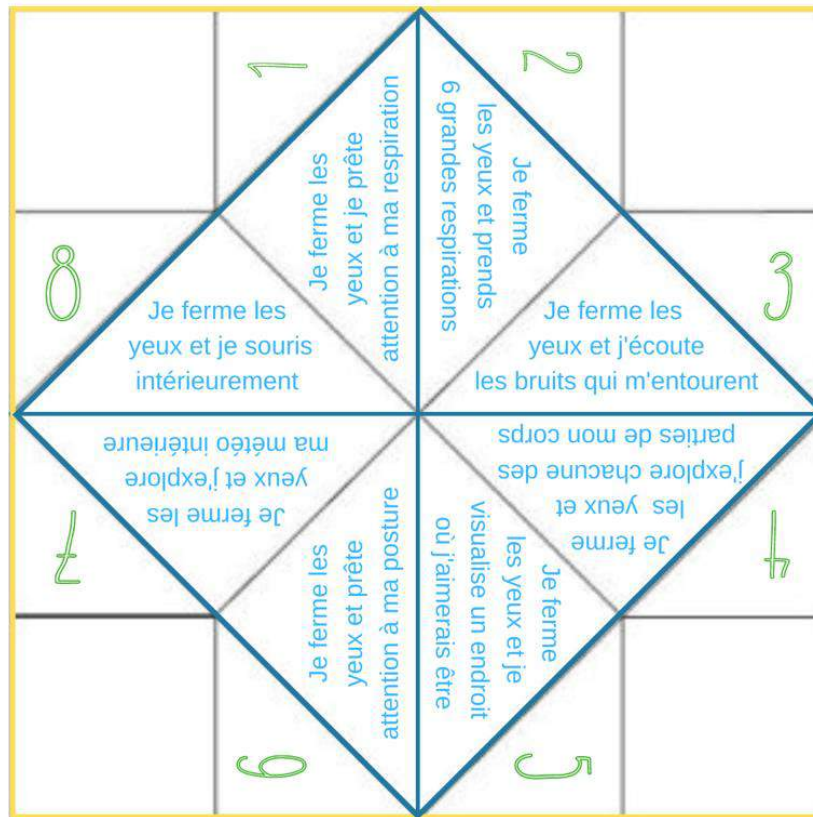 1
Je ferme les
yeux et je prête
attention à ma respiration
2
Je ferme
les yeux et prends
6 grandes respirations
3
Je ferme les
yeux et j'écoute
les bruits qui m'entourent
4
Je ferme
les yeux et
j'explore chacune des
parties de mon corps
5
Je ferme
les yeux et je
visualise un endroit
où j'aimerais être
6
Je ferme les
yeux et prête
attention à ma posture
7
Je ferme les
yeux et j'explore
ma météo intérieure
8
Je ferme les
yeux et je souris
intérieurement